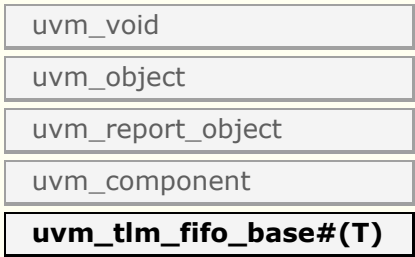 uvm_void
uvm_object
uvm_report_object
uvm_component
uvm_tlm_fifo_base#(T)